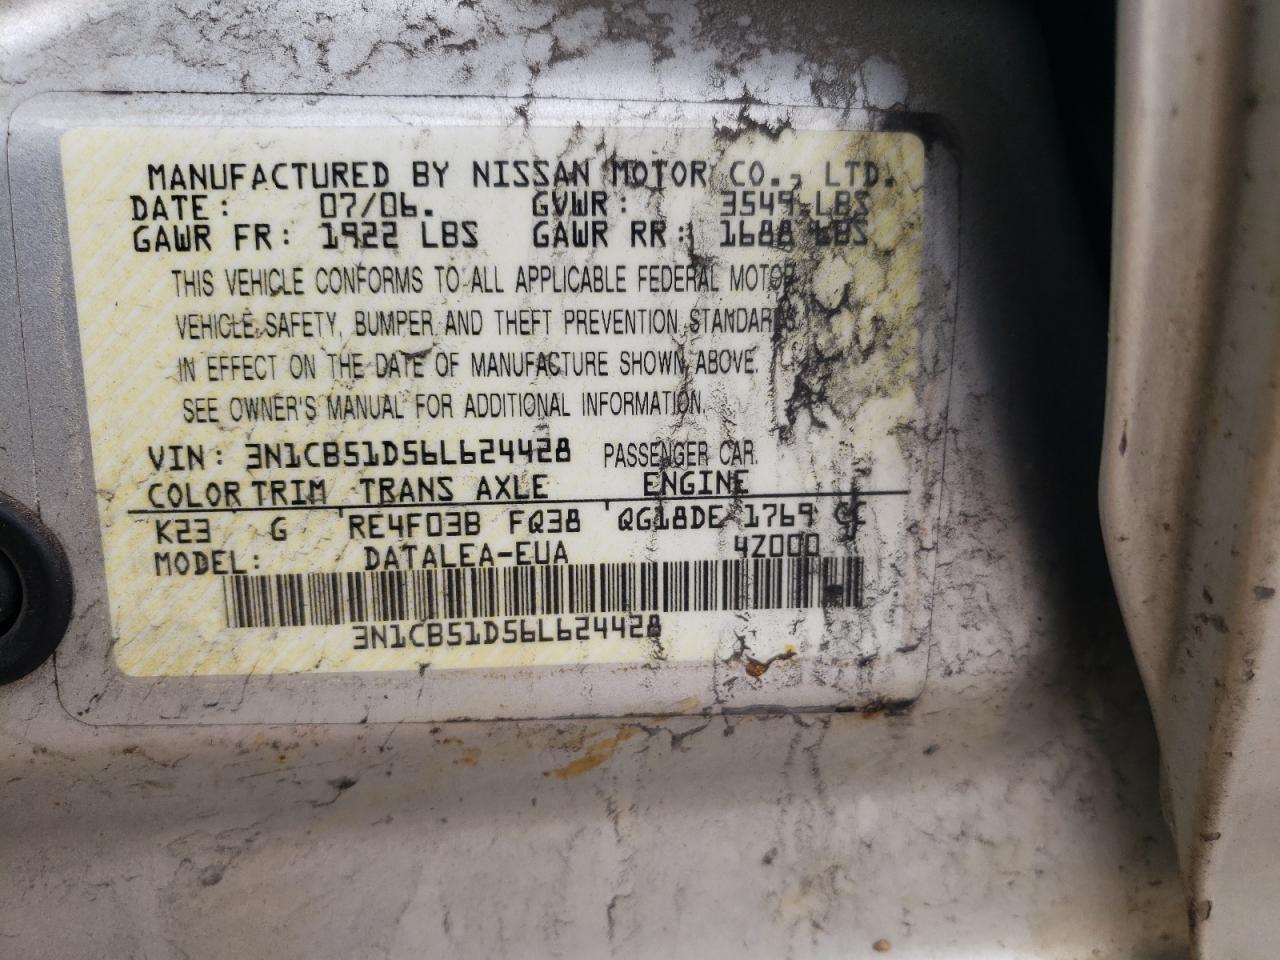 MANUFACTURED BY NISSAN MOTOR CO., LTD.
DATE: 07/06. GVWR: 3549 LBS
GAWR FR: 1922 LBS GAWR RR: 1688 LBS
THIS VEHICLE CONFORMS TO ALL APPLICABLE FEDERAL MOTOR
VEHICLE SAFETY, BUMPER AND THEFT PREVENTION STANDARDS
IN EFFECT ON THE DATE OF MANUFACTURE SHOWN ABOVE.
SEE OWNER'S MANUAL FOR ADDITIONAL INFORMATION.
VIN: 3N1CB51D56L624428 PASSENGER CAR.
COLOR TRIM TRANS AXLE ENGINE
K23 G RE4F03B FQ38 QG18DE 1769 CC
MODEL: DATALEA-EUA 4Z000
3N1CB51D56L624428